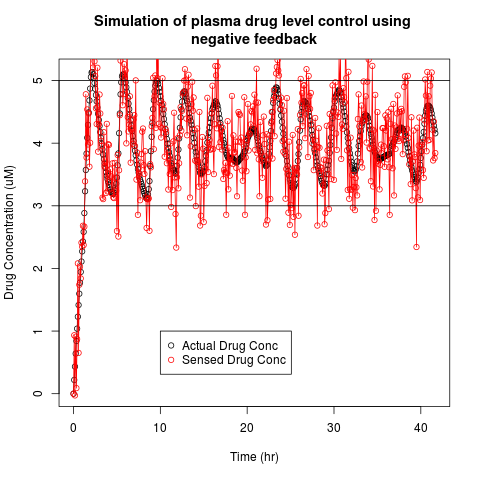 Simulation of plasma drug level control using
negative feedback
Drug Concentration (uM)
5
4
3
2
1
0
Actual Drug Conc
Sensed Drug Conc
0 10 20 30 40
Time (hr)